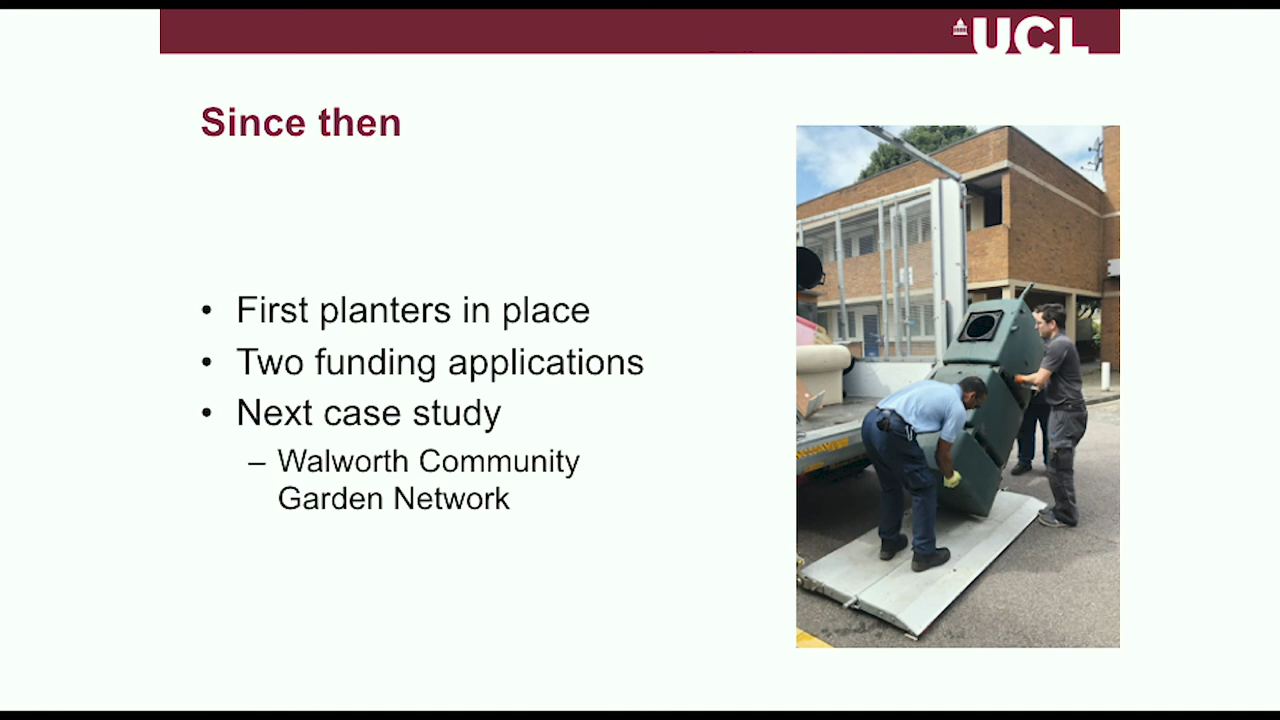 UCL
Since then
• First planters in place
• Two funding applications
• Next case study
– Walworth Community
Garden Network